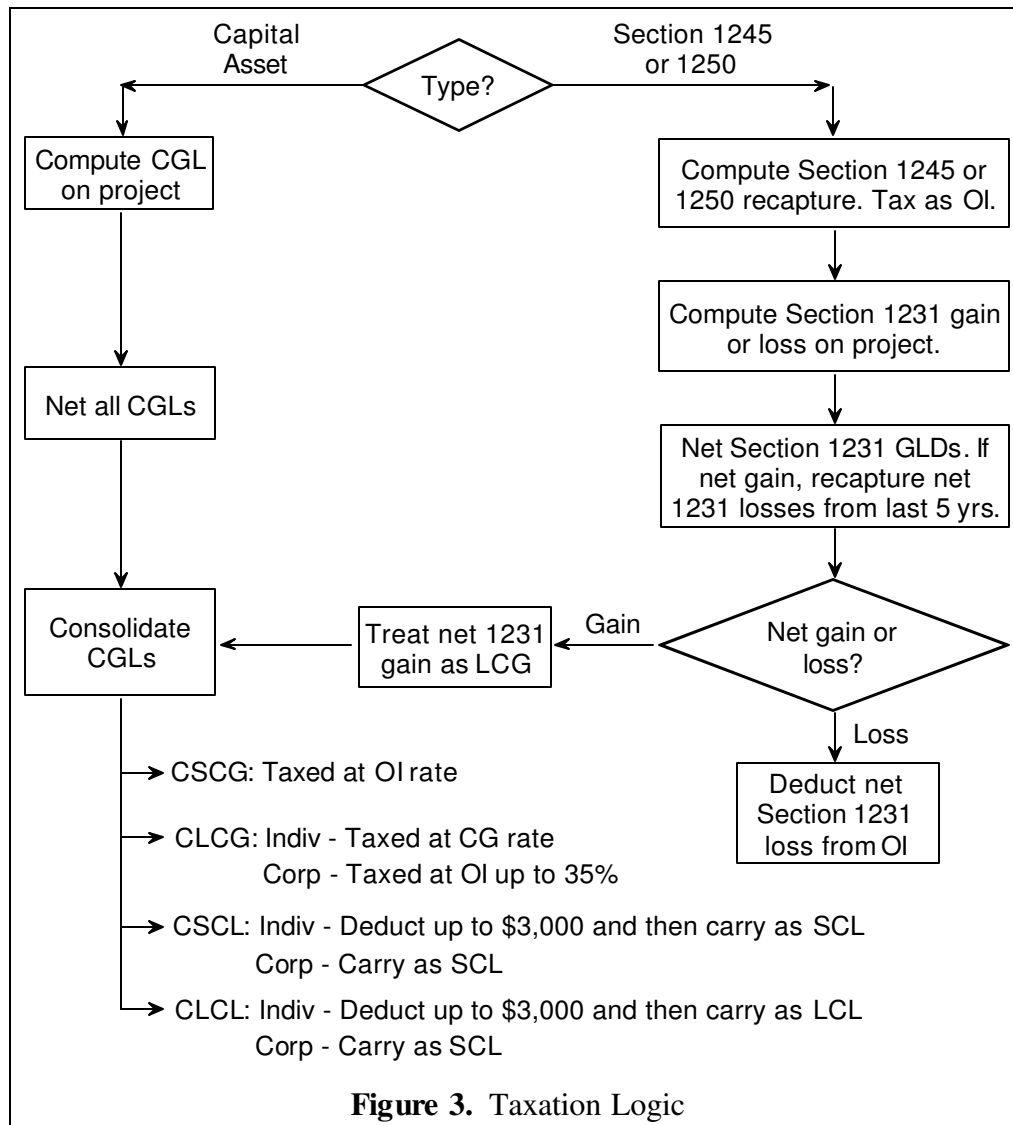 Capital
Asset
Type?
Section 1245
or 1250
Compute CGL
on project
Net all CGLs
Compute Section 1245 or
1250 recapture. Tax as OI.
Compute Section 1231 gain
or loss on project.
Net Section 1231 GLDs. If
net gain, recapture net
1231 losses from last 5 yrs.
Net gain or
loss?
Gain
Treat net 1231
gain as LCG
Consolidate
CGLs
Loss
Deduct net
Section 1231
loss from OI
CSCG: Taxed at OI rate
CLCG: Indiv - Taxed at CG rate
Corp - Taxed at OI up to 35%
CSCL: Indiv - Deduct up to $3,000 and then carry as SCL
Corp - Carry as SCL
CLCL: Indiv - Deduct up to $3,000 and then carry as LCL
Corp - Carry as SCL
Figure 3. Taxation Logic